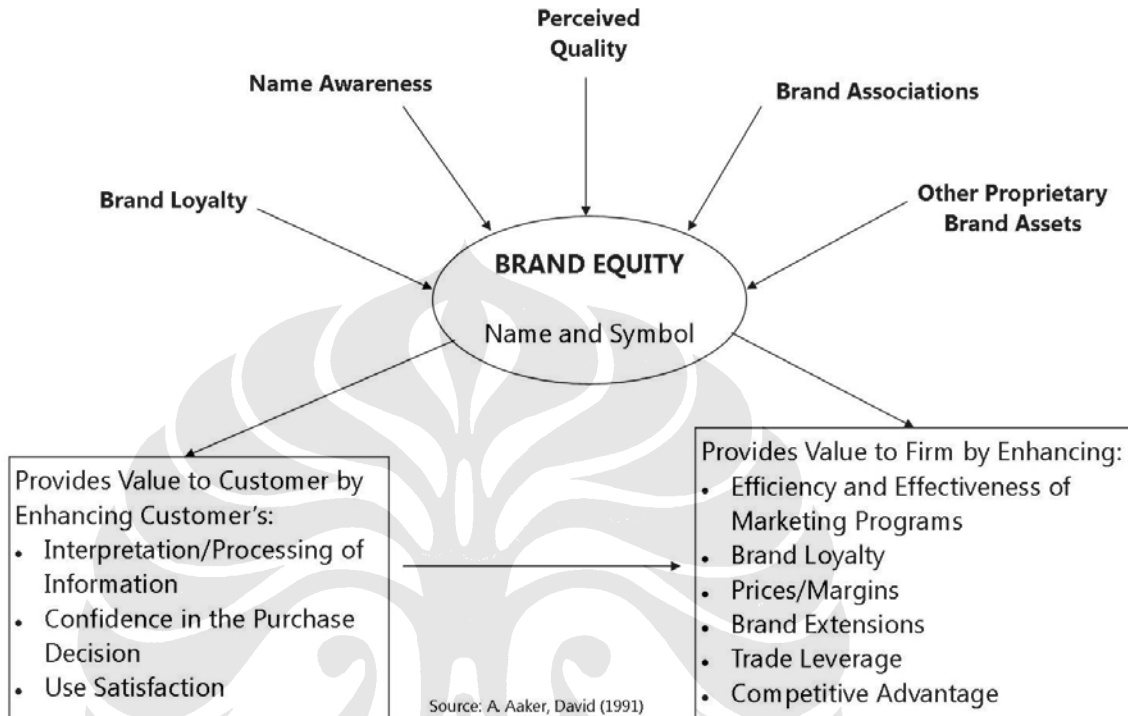 Perceived
Quality
Name Awareness
Brand Associations
Brand Loyalty
Other Proprietary
Brand Assets
BRAND EQUITY
Name and Symbol
Provides Value to Customer by
Enhancing Customer's:
• Interpretation/Processing of
Information
• Confidence in the Purchase
Decision
• Use Satisfaction
Provides Value to Firm by Enhancing:
• Efficiency and Effectiveness of
Marketing Programs
• Brand Loyalty
• Prices/Margins
• Brand Extensions
• Trade Leverage
• Competitive Advantage
Source: A. Aaker, David (1991)